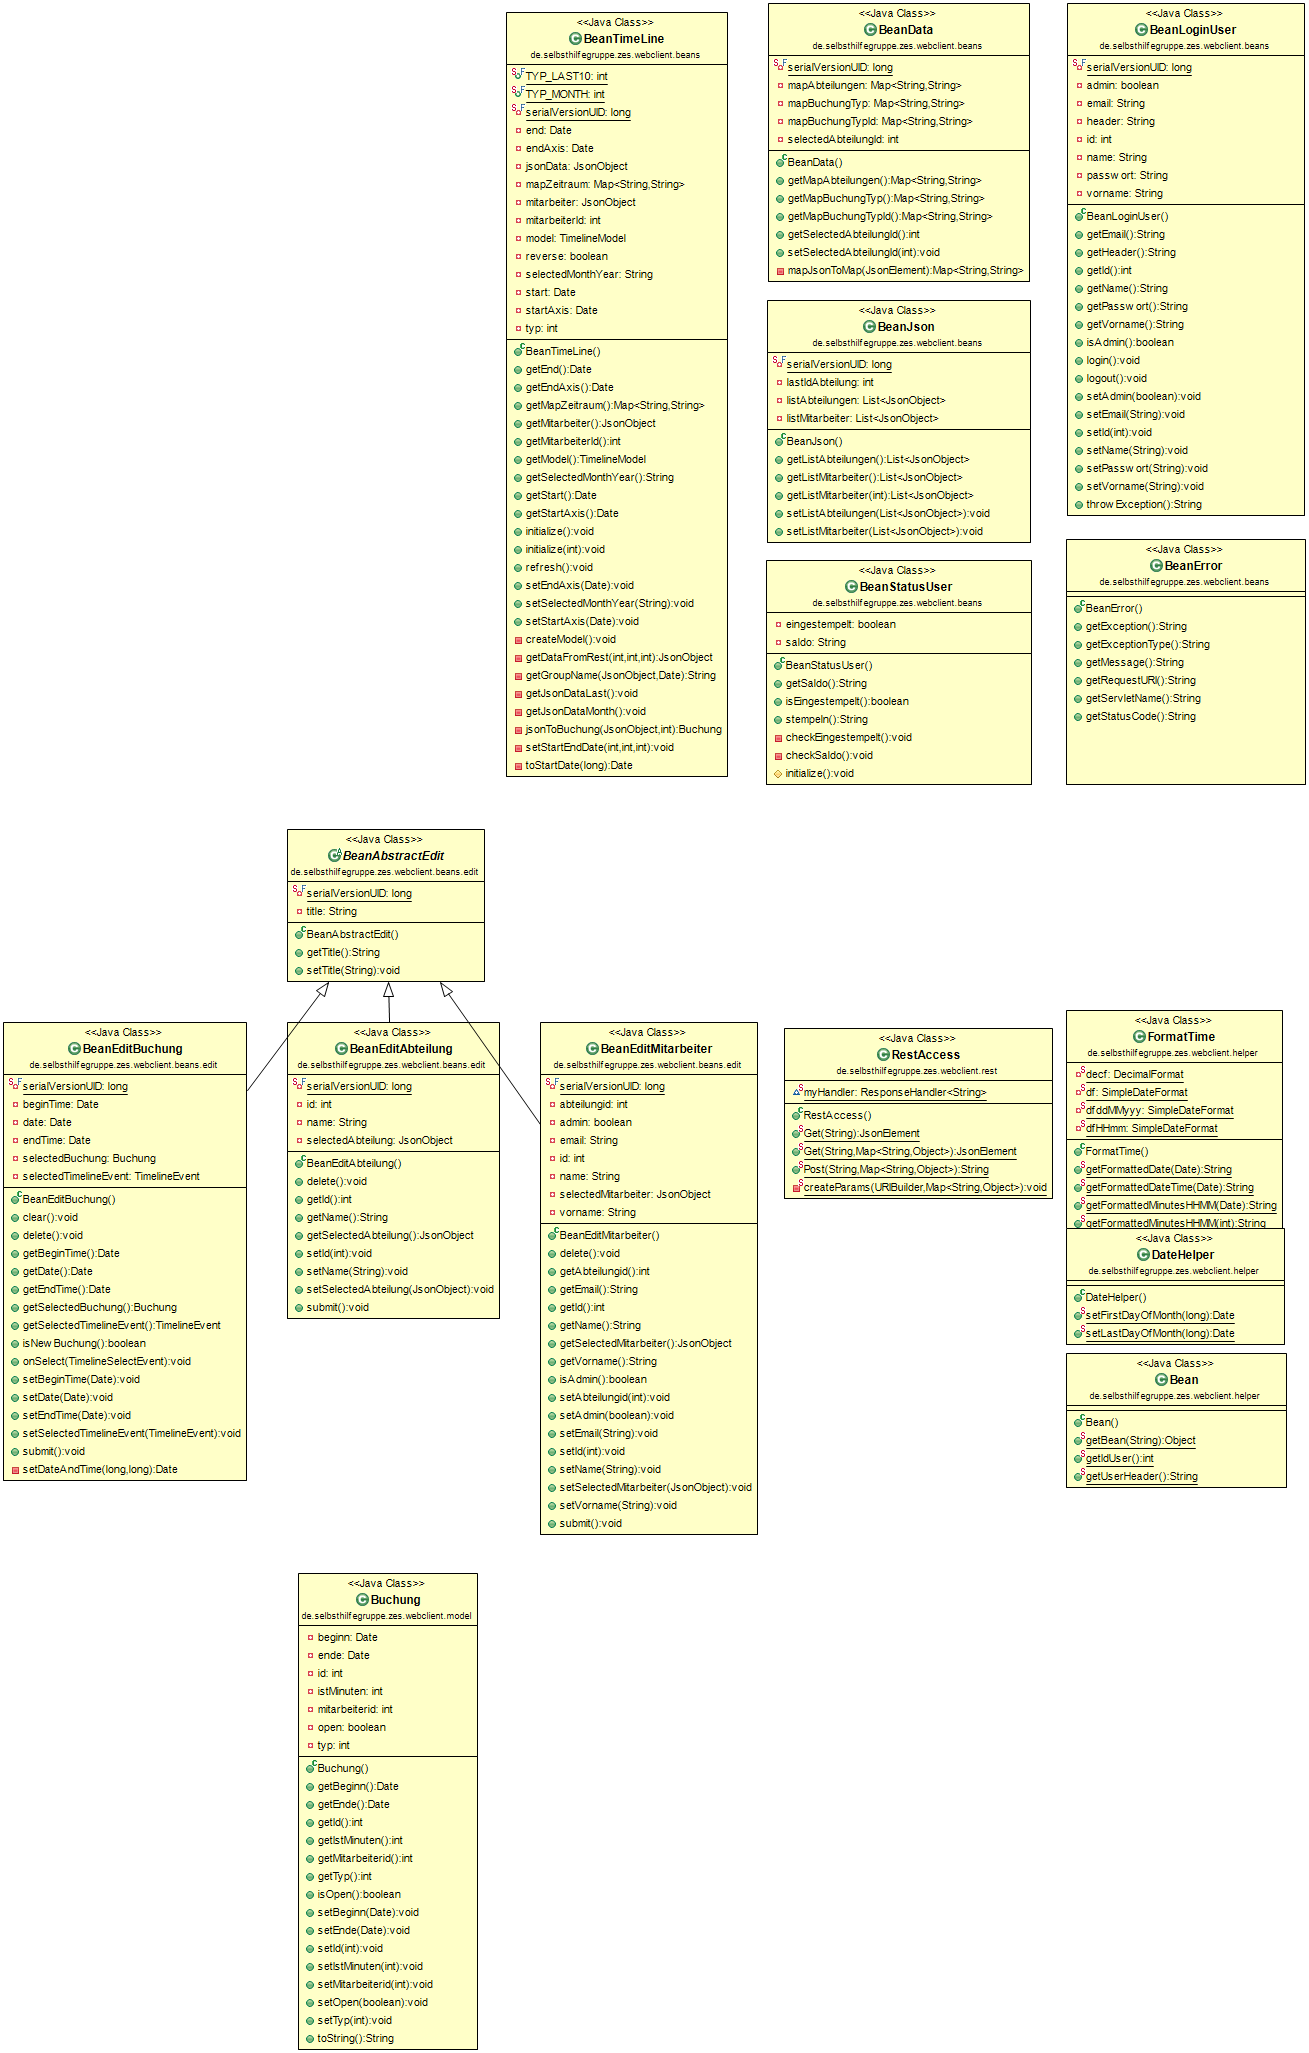 <<Java Class>>
BeanTimeLine
de.selbsthilfegruppe.zes.webclient.beans
TYP_LAST10: int
TYP_MONTH: int
serialVersionUID: long
end: Date
endAxis: Date
jsonData: JsonObject
mapZeitraum: Map<String,String>
mitarbeiter: JsonObject
mitarbeiterId: int
model: TimelineModel
reverse: boolean
selectedMonthYear: String
start: Date
startAxis: Date
typ: int
BeanTimeLine()
getEnd():Date
getEndAxis():Date
getMapZeitraum():Map<String,String>
getMitarbeiter():JsonObject
getMitarbeiterId():int
getModel():TimelineModel
getSelectedMonthYear():String
getStart():Date
getStartAxis():Date
initialize():void
initialize(int):void
refresh():void
setEndAxis(Date):void
setSelectedMonthYear(String):void
setStartAxis(Date):void
createModel():void
getDataFromRest(int,int,int):JsonObject
getGroupName(JsonObject,Date):String
getJsonDataLast():void
getJsonDataMonth():void
jsonToBuchung(JsonObject,int):Buchung
setStartEndDate(int,int,int):void
toStartDate(long):Date
<<Java Class>>
BeanData
de.selbsthilfegruppe.zes.webclient.beans
serialVersionUID: long
mapAbteilungen: Map<String,String>
mapBuchungTyp: Map<String,String>
mapBuchungTypId: Map<String,String>
selectedAbteilungId: int
BeanData()
getMapAbteilungen():Map<String,String>
getMapBuchungTyp():Map<String,String>
getMapBuchungTypId():Map<String,String>
getSelectedAbteilungId():int
setSelectedAbteilungId(int):void
mapJsonToMap(JsonElement):Map<String,String>
<<Java Class>>
BeanJson
de.selbsthilfegruppe.zes.webclient.beans
serialVersionUID: long
lastIdAbteilung: int
listAbteilungen: List<JsonObject>
listMitarbeiter: List<JsonObject>
BeanJson()
getListAbteilungen():List<JsonObject>
getListMitarbeiter():List<JsonObject>
getListMitarbeiter(int):List<JsonObject>
setListAbteilungen(List<JsonObject>):void
setListMitarbeiter(List<JsonObject>):void
<<Java Class>>
BeanStatusUser
de.selbsthilfegruppe.zes.webclient.beans
eingestempelt: boolean
saldo: String
BeanStatusUser()
getSaldo():String
isEingestempelt():boolean
stempeln():String
checkEingestempelt():void
checkSaldo():void
initialize():void
<<Java Class>>
BeanLoginUser
de.selbsthilfegruppe.zes.webclient.beans
serialVersionUID: long
admin: boolean
email: String
header: String
id: int
name: String
passwort: String
vorname: String
BeanLoginUser()
getEmail():String
getHeader():String
getId():int
getName():String
getPasswort():String
getVorname():String
isAdmin():boolean
login():void
logout():void
setAdmin(boolean):void
setEmail(String):void
setId(int):void
setName(String):void
setPasswort(String):void
setVorname(String):void
throwException():String
<<Java Class>>
BeanError
de.selbsthilfegruppe.zes.webclient.beans
BeanError()
getException():String
getExceptionType():String
getMessage():String
getRequestURI():String
getServletName():String
getStatusCode():String
<<Java Class>>
BeanAbstractEdit
de.selbsthilfegruppe.zes.webclient.beans.edit
serialVersionUID: long
title: String
BeanAbstractEdit()
getTitle():String
setTitle(String):void
<<Java Class>>
BeanEditBuchung
de.selbsthilfegruppe.zes.webclient.beans.edit
serialVersionUID: long
beginTime: Date
date: Date
endTime: Date
selectedBuchung: Buchung
selectedTimelineEvent: TimelineEvent
BeanEditBuchung()
clear():void
delete():void
getBeginTime():Date
getDate():Date
getEndTime():Date
getSelectedBuchung():Buchung
getSelectedTimelineEvent():TimelineEvent
isNewBuchung():boolean
onSelect(TimelineSelectEvent):void
setBeginTime(Date):void
setDate(Date):void
setEndTime(Date):void
setSelectedTimelineEvent(TimelineEvent):void
submit():void
setDateAndTime(long,long):Date
<<Java Class>>
BeanEditAbteilung
de.selbsthilfegruppe.zes.webclient.beans.edit
serialVersionUID: long
id: int
name: String
selectedAbteilung: JsonObject
BeanEditAbteilung()
delete():void
getId():int
getName():String
getSelectedAbteilung():JsonObject
setId(int):void
setName(String):void
setSelectedAbteilung(JsonObject):void
submit():void
<<Java Class>>
BeanEditMitarbeiter
de.selbsthilfegruppe.zes.webclient.beans.edit
serialVersionUID: long
abteilungid: int
admin: boolean
email: String
id: int
name: String
selectedMitarbeiter: JsonObject
vorname: String
BeanEditMitarbeiter()
delete():void
getAbteilungid():int
getEmail():String
getId():int
getName():String
getSelectedMitarbeiter():JsonObject
getVorname():String
isAdmin():boolean
setAbteilungid(int):void
setAdmin(boolean):void
setEmail(String):void
setId(int):void
setName(String):void
setSelectedMitarbeiter(JsonObject):void
setVorname(String):void
submit():void
<<Java Class>>
RestAccess
de.selbsthilfegruppe.zes.webclient.rest
myHandler: ResponseHandler<String>
RestAccess()
Get(String):JsonElement
Get(String,Map<String,Object>):JsonElement
Post(String,Map<String,Object>):String
createParams(URIBuilder,Map<String,Object>):void
<<Java Class>>
FormatTime
de.selbsthilfegruppe.zes.webclient.helper
decf: DecimalFormat
df: SimpleDateFormat
dfddMMyyy: SimpleDateFormat
dfHHmm: SimpleDateFormat
FormatTime()
getFormattedDate(Date):String
getFormattedDateTime(Date):String
getFormattedMinutesHHMM(Date):String
getFormattedMinutesHHMM(int):String
<<Java Class>>
DateHelper
de.selbsthilfegruppe.zes.webclient.helper
DateHelper()
setFirstDayOfMonth(long):Date
setLastDayOfMonth(long):Date
<<Java Class>>
Bean
de.selbsthilfegruppe.zes.webclient.helper
Bean()
getBean(String):Object
getIdUser():int
getUserHeader():String
<<Java Class>>
Buchung
de.selbsthilfegruppe.zes.webclient.model
beginn: Date
ende: Date
id: int
istMinuten: int
mitarbeiterid: int
open: boolean
typ: int
Buchung()
getBeginn():Date
getEnde():Date
getId():int
getIstMinuten():int
getMitarbeiterid():int
getTyp():int
isOpen():boolean
setBeginn(Date):void
setEnde(Date):void
setId(int):void
setIstMinuten(int):void
setMitarbeiterid(int):void
setOpen(boolean):void
setTyp(int):void
toString():String